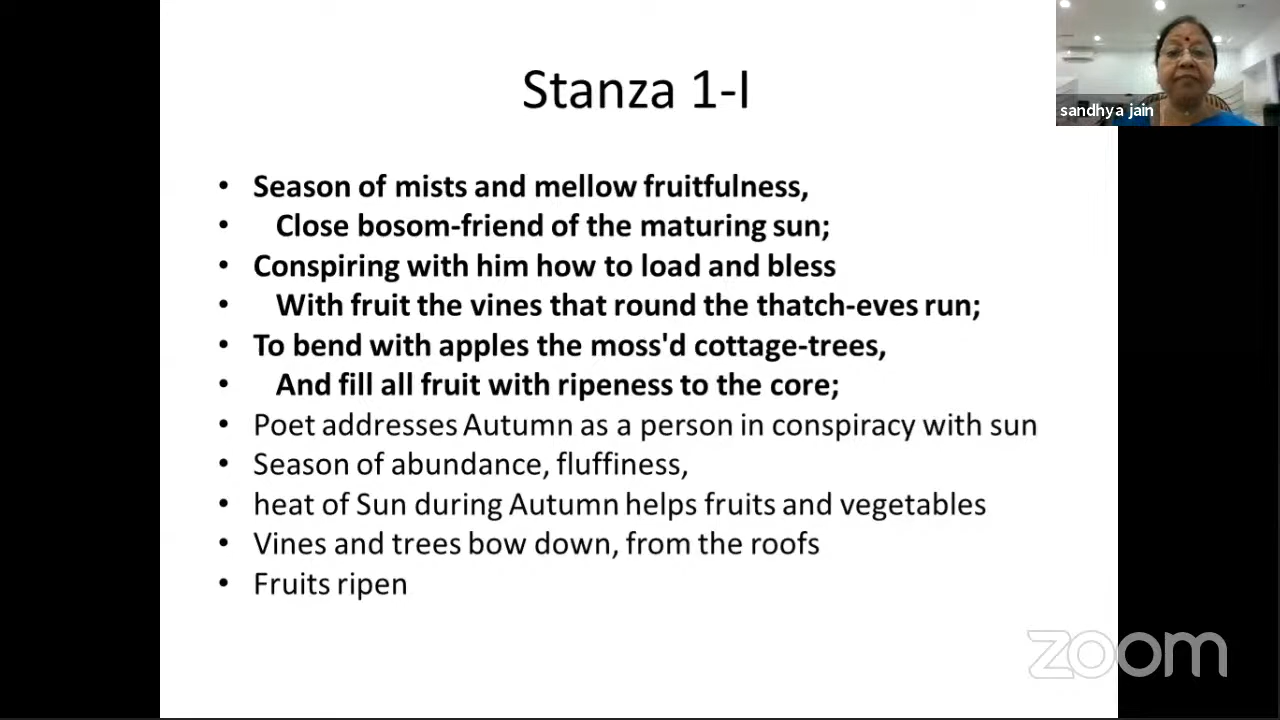 Stanza 1-I
sandhya jain
• Season of mists and mellow fruitfulness,
• Close bosom-friend of the maturing sun;
• Conspiring with him how to load and bless
• With fruit the vines that round the thatch-eves run;
• To bend with apples the moss'd cottage-trees,
• And fill all fruit with ripeness to the core;
• Poet addresses Autumn as a person in conspiracy with sun
• Season of abundance, fluffiness,
• heat of Sun during Autumn helps fruits and vegetables
• Vines and trees bow down, from the roofs
• Fruits ripen
zoom